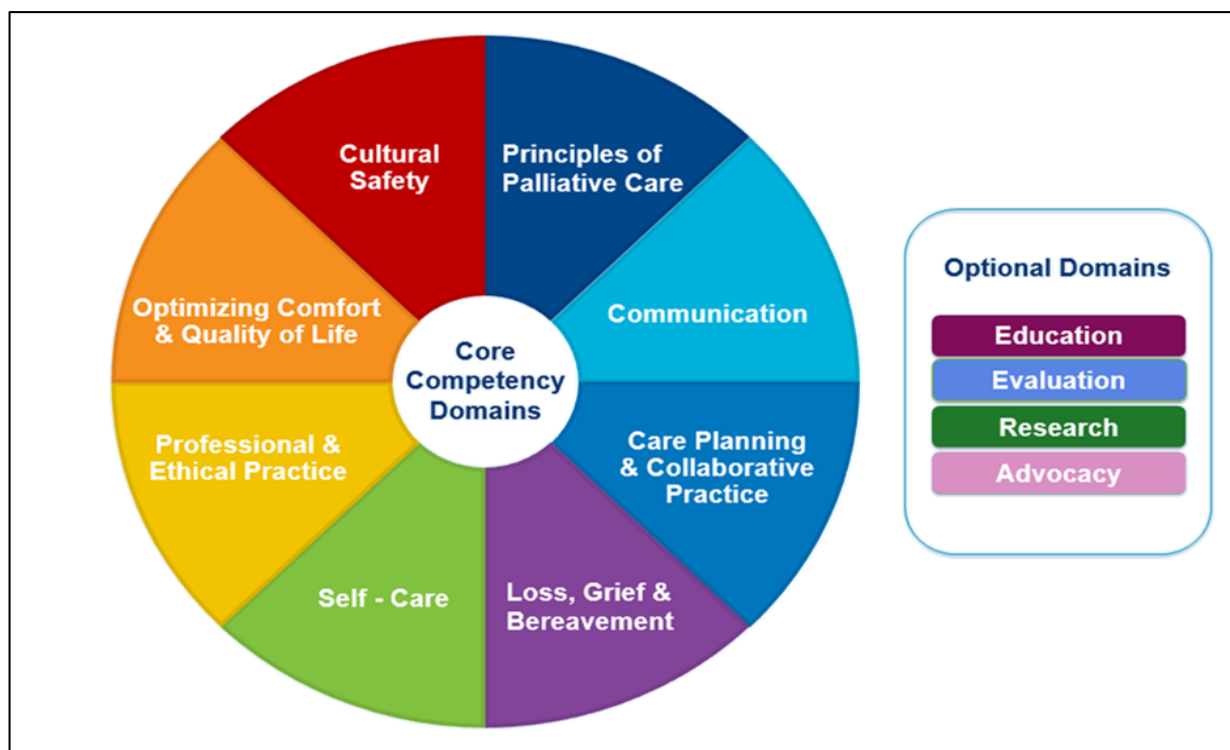 Cultural
Safety
Principles of
Palliative Care
Optimizing Comfort
& Quality of Life
Communication
Core
Competency
Domains
Professional &
Ethical Practice
Care Planning
& Collaborative
Practice
Self - Care
Loss, Grief &
Bereavement
Optional Domains
Education
Evaluation
Research
Advocacy